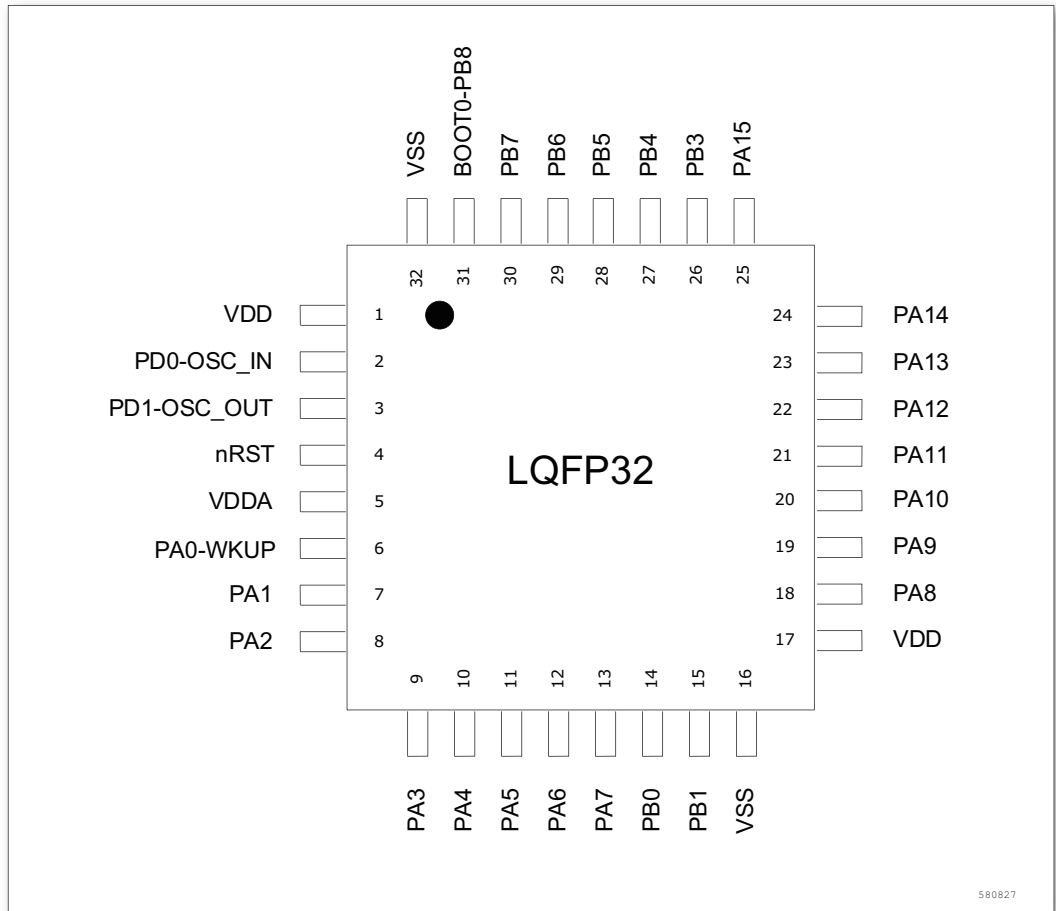 VSS
BOOT0-PB8
PB7
PB6
PB5
PB4
PB3
PA15
32
31
30
29
28
27
26
25
VDD
1
24
PA14
PD0-OSC_IN
2
23
PA13
PD1-OSC_OUT
3
22
PA12
nRST
4
LQFP32
21
PA11
VDDA
5
20
PA10
PA0-WKUP
6
19
PA9
PA1
7
18
PA8
PA2
8
17
VDD
9
10
11
12
13
14
15
16
PA3
PA4
PA5
PA6
PA7
PB0
PB1
VSS
580827